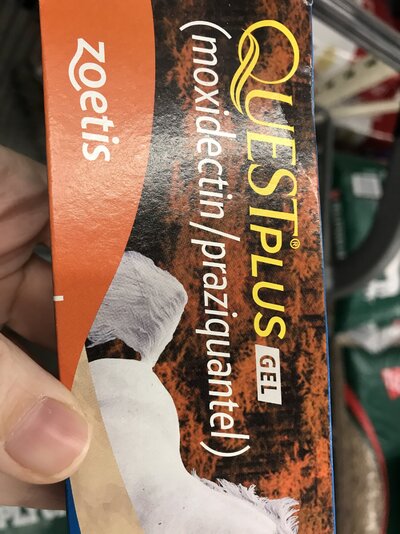 zoetis
QUEST PLUS® GEL
(moxidectin/praziquantel)